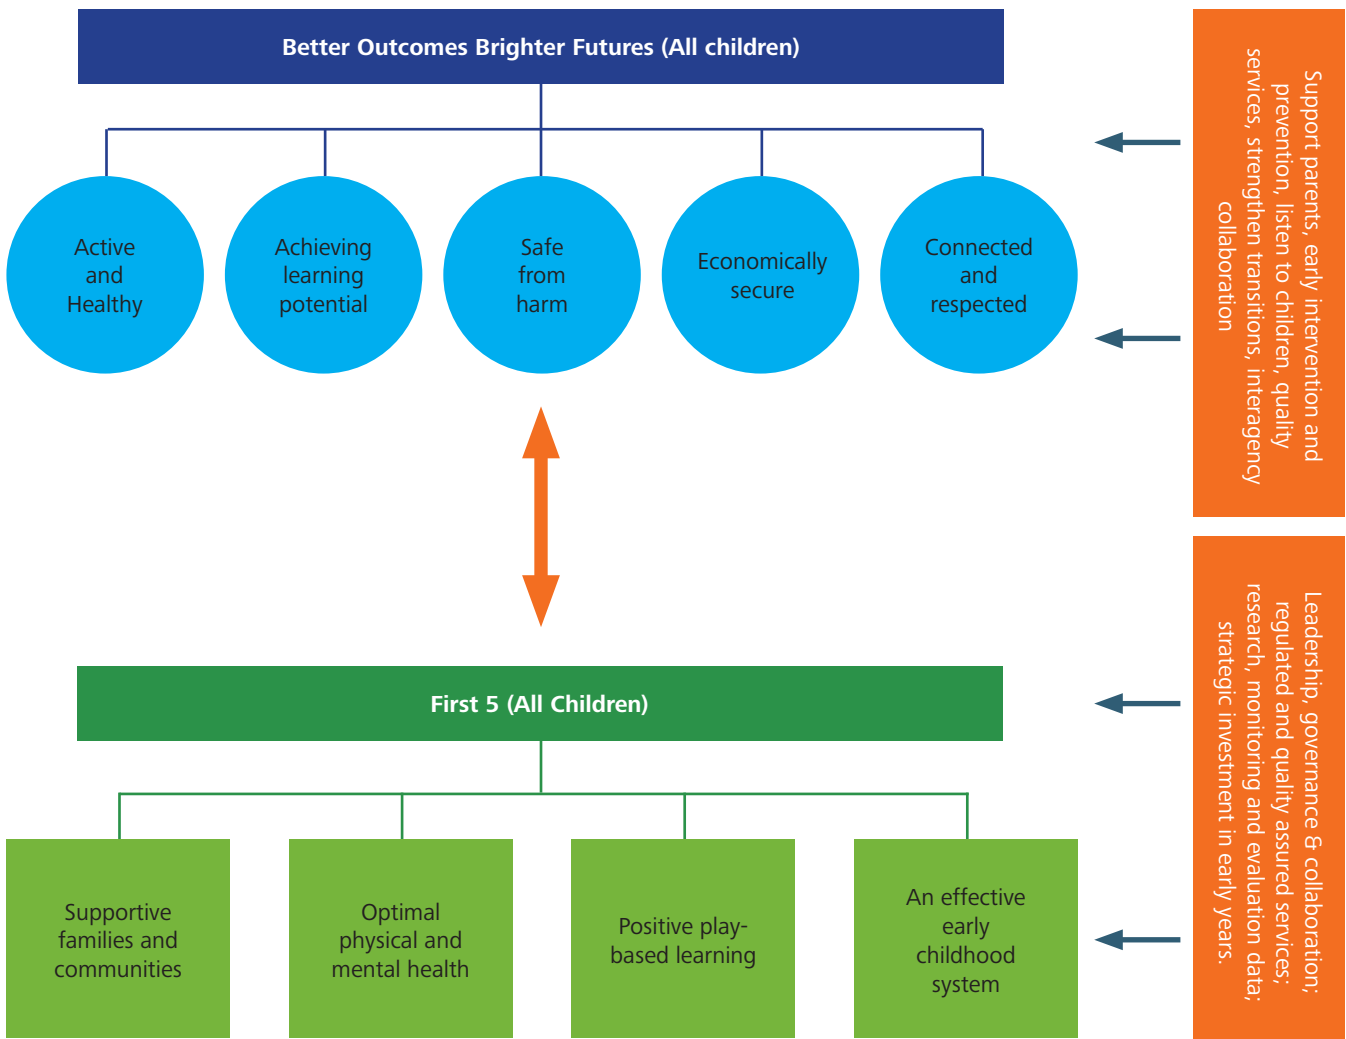 Better Outcomes Brighter Futures (All children)
Active
and
Healthy
Achieving
learning
potential
Safe
from
harm
Economically
secure
Connected
and
respected
Support parents, early intervention and
prevention, listen to children, quality
services, strengthen transitions, interagency
collaboration
First 5 (All Children)
Supportive
families and
communities
Optimal
physical and
mental health
Positive play-
based learning
An effective
early
childhood
system
Leadership, governance & collaboration;
regulated and quality assured services;
research, monitoring and evaluation data;
strategic investment in early years.